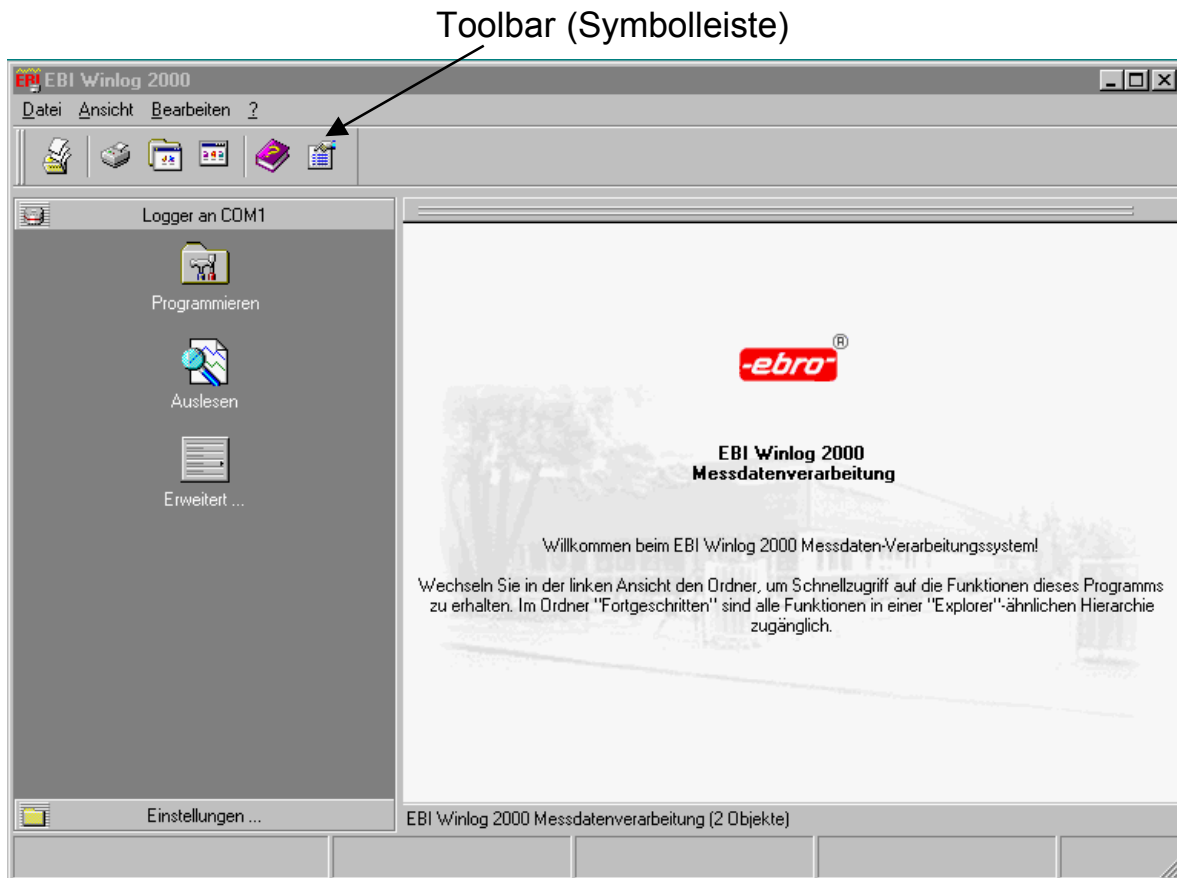 Toolbar (Symbolleiste)
EBI EBI Winlog 2000
Datei Ansicht Bearbeiten ?
Logger an COM1
Programmieren
Auslesen
Erweitert ...
Einstellungen ...
-ebro- ®
EBI Winlog 2000
Messdatenverarbeitung
Willkommen beim EBI Winlog 2000 Messdaten-Verarbeitungssystem!
Wechseln Sie in der linken Ansicht den Ordner, um Schnellzugriff auf die Funktionen dieses Programms
zu erhalten. Im Ordner "Fortgeschritten" sind alle Funktionen in einer "Explorer"-ähnlichen Hierarchie
zugänglich.
EBI Winlog 2000 Messdatenverarbeitung (2 Objekte)